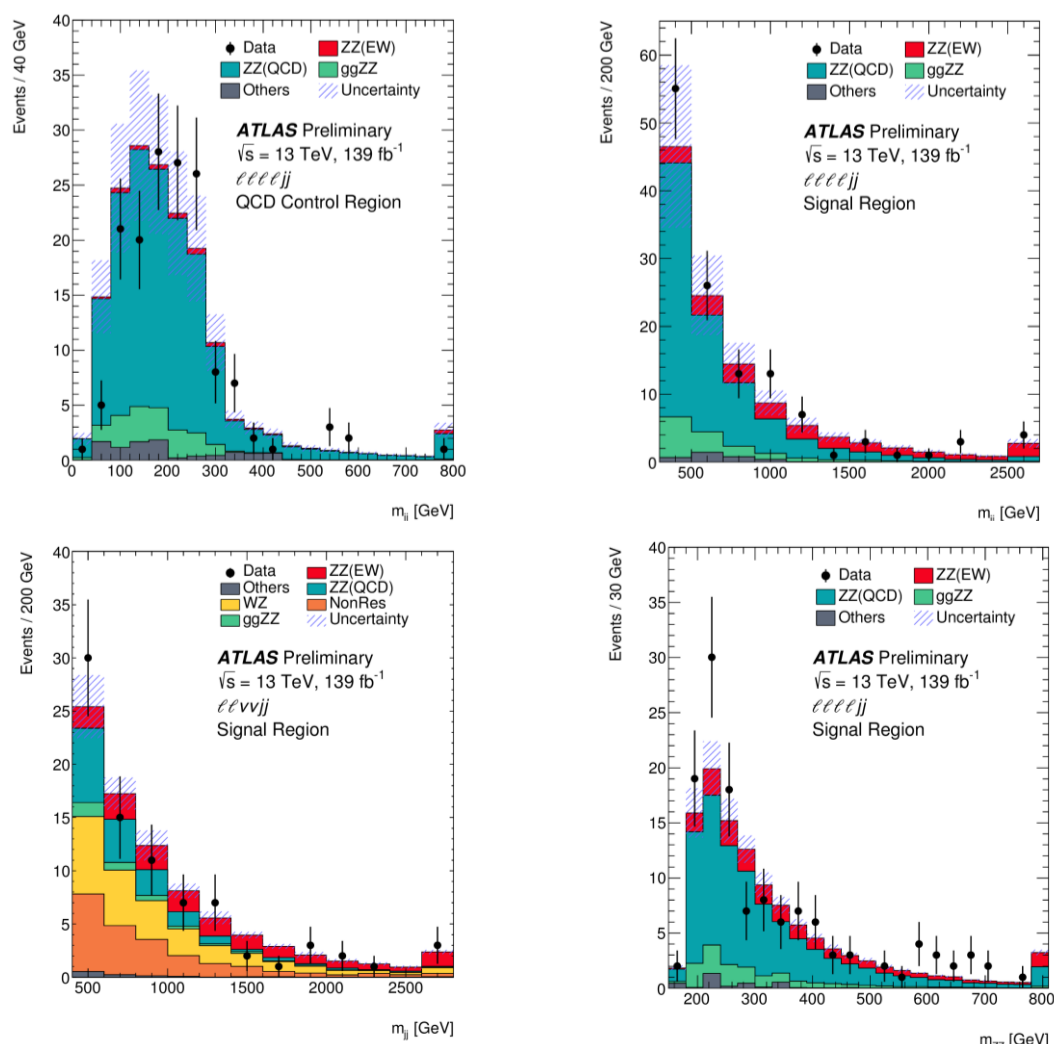 Events / 40 GeV
40
35
30
25
20
15
10
5
0
Data
ZZ(EW)
ZZ(QCD)
ggZZ
Others
Uncertainty
ATLAS Preliminary
√s = 13 TeV, 139 fb⁻¹
ℓℓℓℓjj
QCD Control Region
0 100 200 300 400 500 600 700 800
m_jj [GeV]
Events / 200 GeV
60
50
40
30
20
10
0
Data
ZZ(EW)
ZZ(QCD)
ggZZ
Others
Uncertainty
ATLAS Preliminary
√s = 13 TeV, 139 fb⁻¹
ℓℓℓℓjj
Signal Region
500 1000 1500 2000 2500
m_jj [GeV]
Events / 200 GeV
40
35
30
25
20
15
10
5
0
Data
ZZ(EW)
Others
ZZ(QCD)
WZ
NonRes
ggZZ
Uncertainty
ATLAS Preliminary
√s = 13 TeV, 139 fb⁻¹
ℓℓννjj
Signal Region
500 1000 1500 2000 2500
m_jj [GeV]
Events / 30 GeV
40
35
30
25
20
15
10
5
0
Data
ZZ(EW)
ZZ(QCD)
ggZZ
Others
Uncertainty
ATLAS Preliminary
√s = 13 TeV, 139 fb⁻¹
ℓℓℓℓjj
Signal Region
200 300 400 500 600 700 800
m_ZZ [GeV]